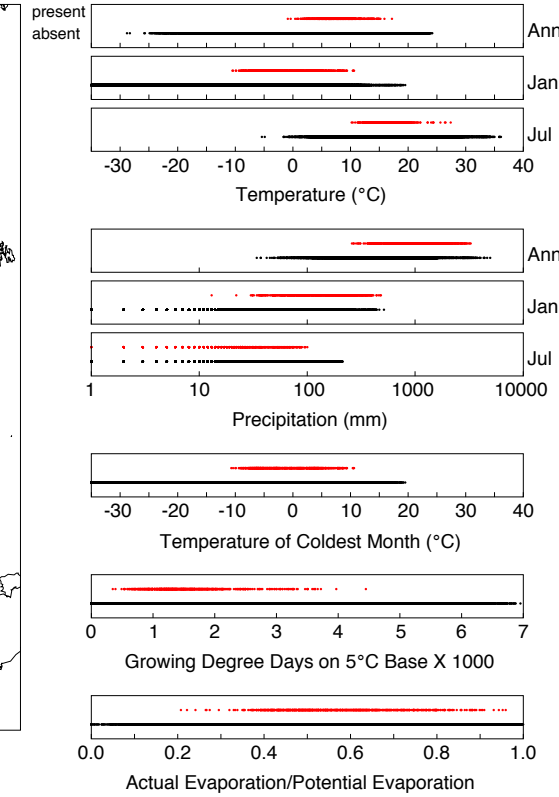 present
absent
Ann
Jan
Jul
-30 -20 -10 0 10 20 30 40
Temperature (°C)
Ann
Jan
Jul
1 10 100 1000 10000
Precipitation (mm)
-30 -20 -10 0 10 20 30 40
Temperature of Coldest Month (°C)
0 1 2 3 4 5 6 7
Growing Degree Days on 5°C Base X 1000
0.0 0.2 0.4 0.6 0.8 1.0
Actual Evaporation/Potential Evaporation